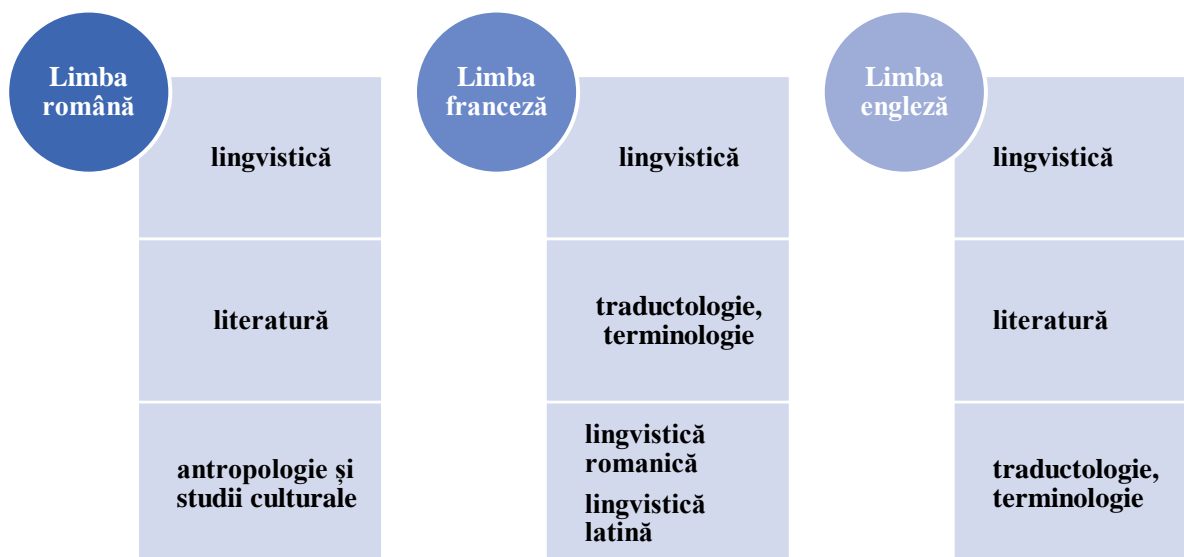 Limba
română
lingvistică
literatură
antropologie și
studii culturale
Limba
franceză
lingvistică
traductologie,
terminologie
lingvistică
romanică
lingvistică
latină
Limba
engleză
lingvistică
literatură
traductologie,
terminologie